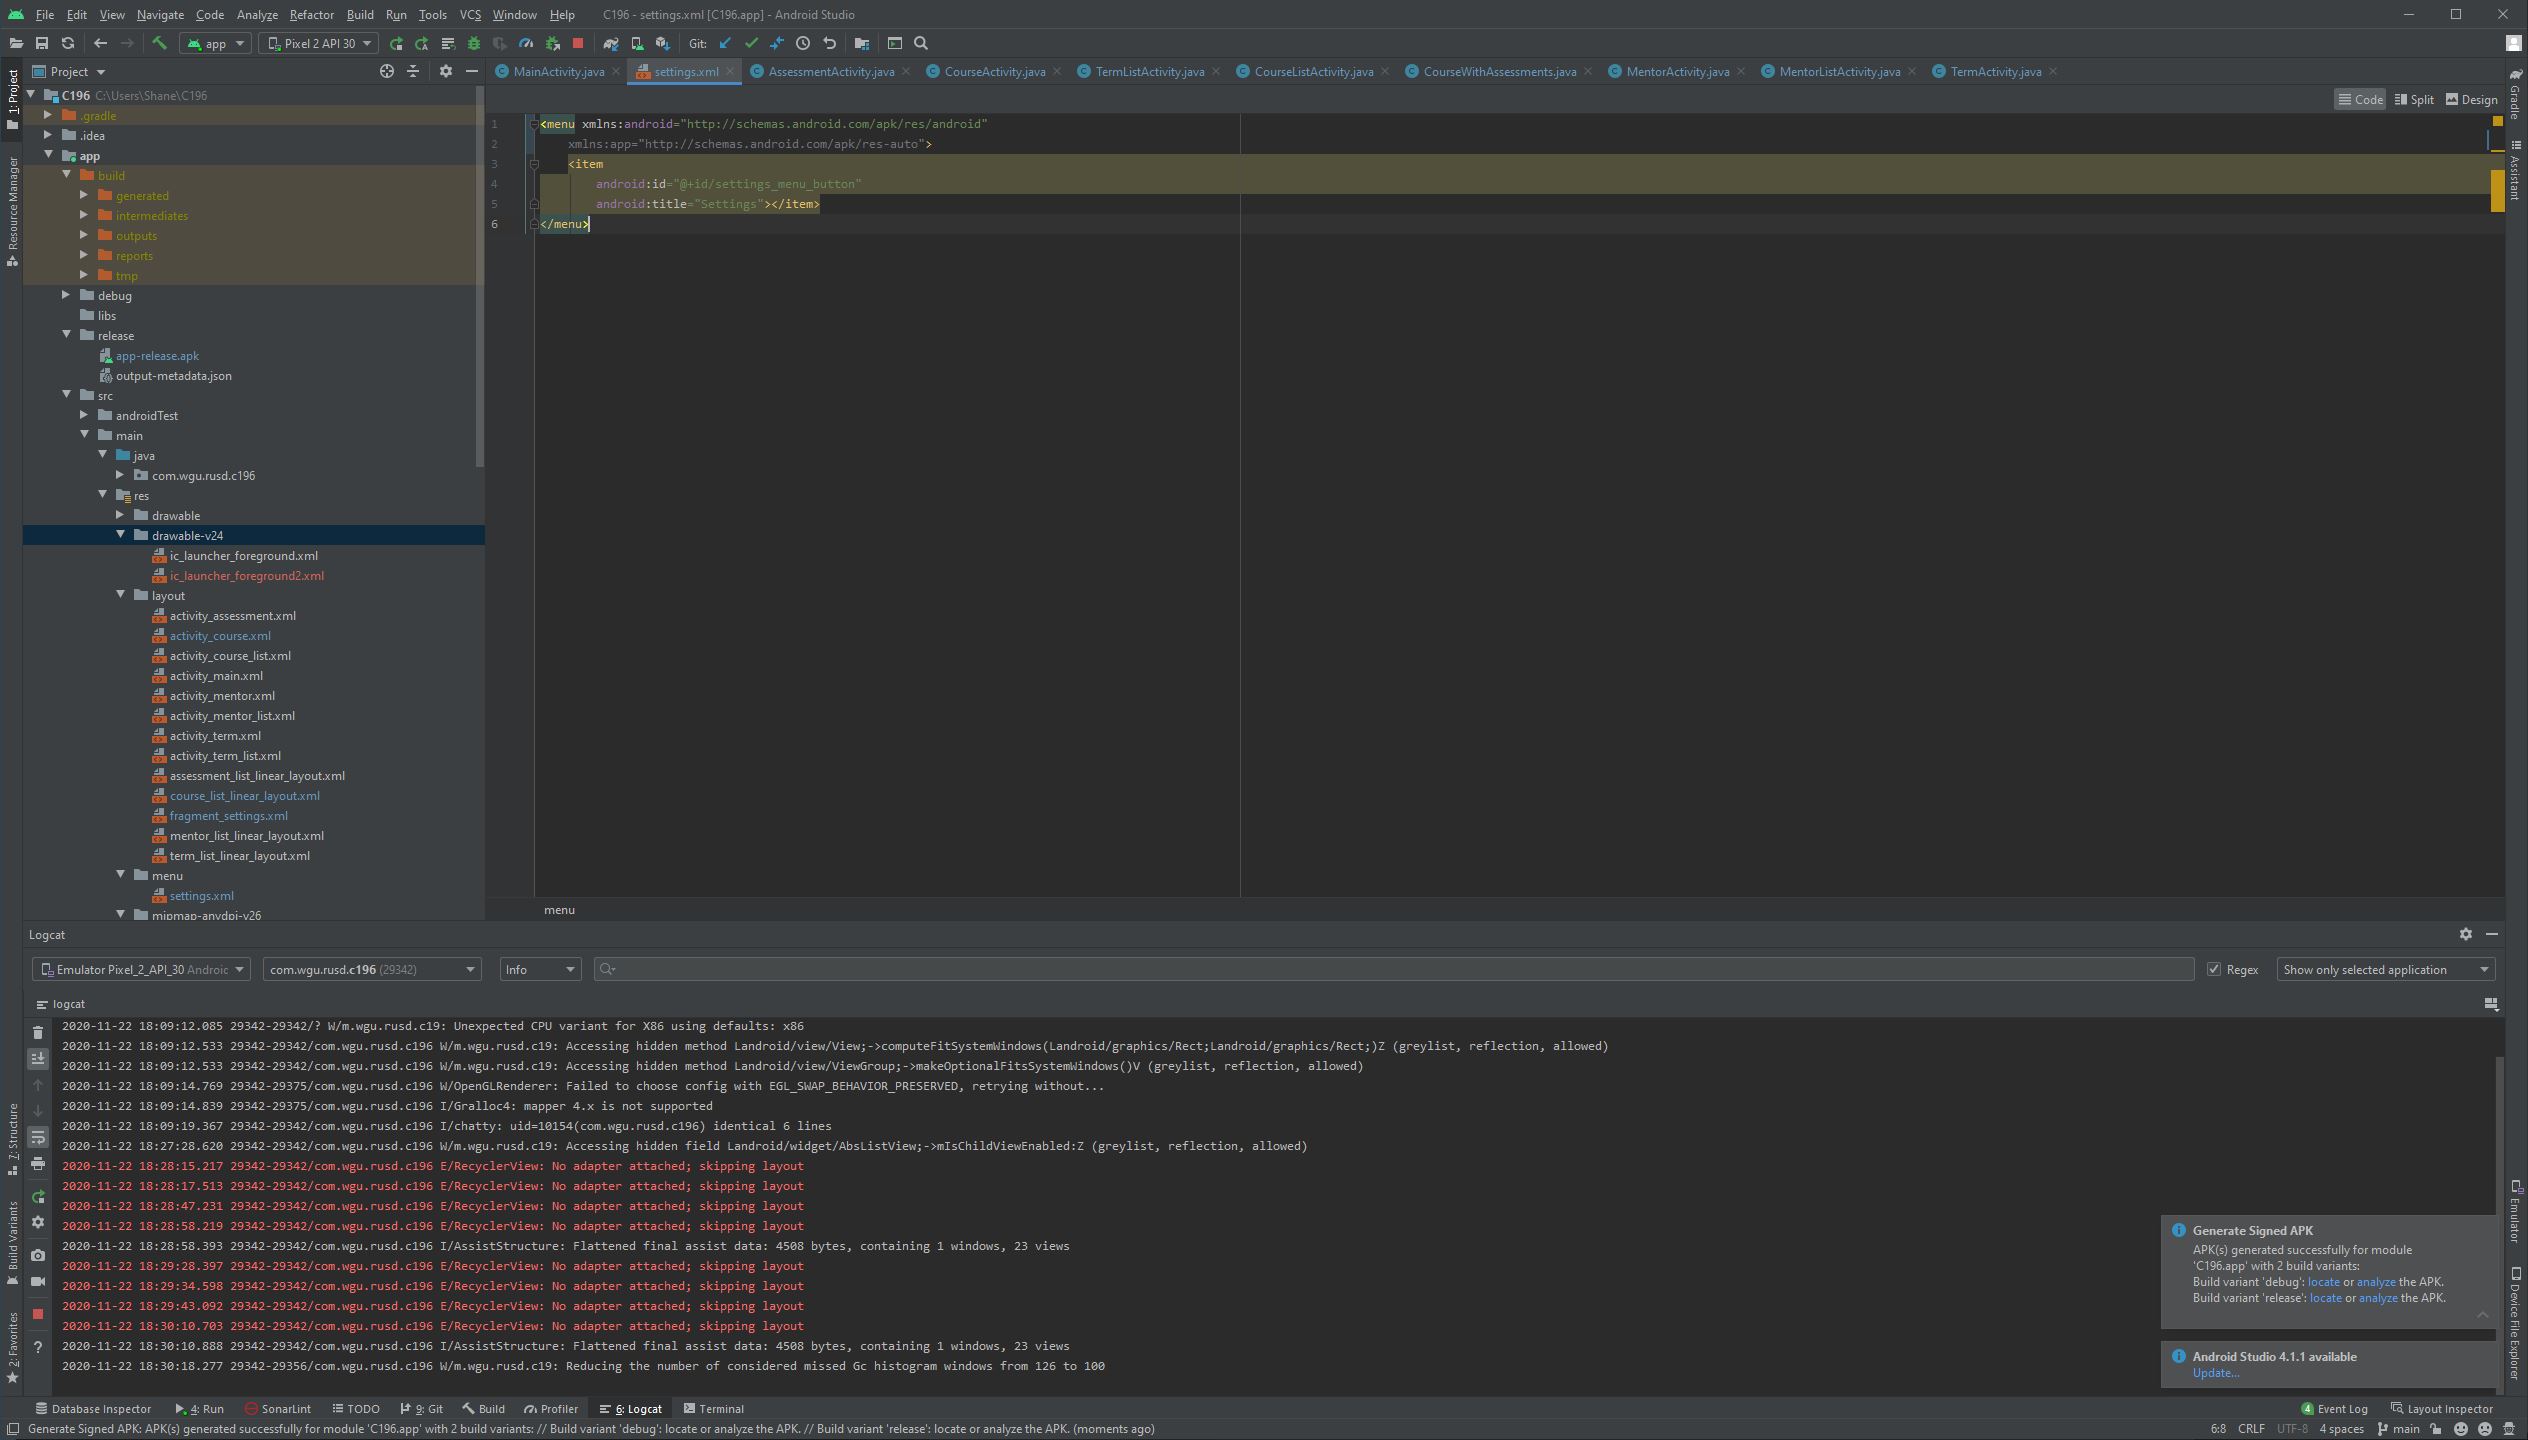 File Edit View Navigate Code Analyze Refactor Build Run Tools VCS Window Help C196 - settings.xml [C196.app] - Android Studio
app Pixel 2 API 30 Git:
Project
MainActivity.java settings.xml AssessmentActivity.java CourseActivity.java TermListActivity.java CourseListActivity.java CourseWithAssessments.java MentorActivity.java MentorListActivity.java TermActivity.java
Code Split Design
1: Project
Resource Manager
7: Structure
Build Variants
2: Favorites
Gradle
Assistant
Emulator
Device File Explorer
C196 C:\Users\Shane\C196
.gradle
.idea
app
build
generated
intermediates
outputs
reports
tmp
debug
libs
release
app-release.apk
output-metadata.json
src
androidTest
main
java
com.wgu.rusd.c196
res
drawable
drawable-v24
ic_launcher_foreground.xml
ic_launcher_foreground2.xml
layout
activity_assessment.xml
activity_course.xml
activity_course_list.xml
activity_main.xml
activity_mentor.xml
activity_mentor_list.xml
activity_term.xml
activity_term_list.xml
assessment_list_linear_layout.xml
course_list_linear_layout.xml
fragment_settings.xml
mentor_list_linear_layout.xml
term_list_linear_layout.xml
menu
settings.xml
mipmap-anydpi-v26
1 <menu xmlns:android="http://schemas.android.com/apk/res/android"
2 xmlns:app="http://schemas.android.com/apk/res-auto">
3 <item
4 android:id="@+id/settings_menu_button"
5 android:title="Settings"></item>
6 </menu>
menu
Logcat
Emulator Pixel_2_API_30 Androic com.wgu.rusd.c196 (29342) Info Regex Show only selected application
logcat
2020-11-22 18:09:12.085 29342-29342/? W/m.wgu.rusd.c19: Unexpected CPU variant for X86 using defaults: x86
2020-11-22 18:09:12.533 29342-29342/com.wgu.rusd.c196 W/m.wgu.rusd.c19: Accessing hidden method Landroid/view/View;->computeFitSystemWindows(Landroid/graphics/Rect;Landroid/graphics/Rect;)Z (greylist, reflection, allowed)
2020-11-22 18:09:12.533 29342-29342/com.wgu.rusd.c196 W/m.wgu.rusd.c19: Accessing hidden method Landroid/view/ViewGroup;->makeOptionalFitsSystemWindows()V (greylist, reflection, allowed)
2020-11-22 18:09:14.769 29342-29375/com.wgu.rusd.c196 W/OpenGLRenderer: Failed to choose config with EGL_SWAP_BEHAVIOR_PRESERVED, retrying without...
2020-11-22 18:09:14.839 29342-29375/com.wgu.rusd.c196 I/Gralloc4: mapper 4.x is not supported
2020-11-22 18:09:19.367 29342-29342/com.wgu.rusd.c196 I/chatty: uid=10154(com.wgu.rusd.c196) identical 6 lines
2020-11-22 18:27:28.620 29342-29342/com.wgu.rusd.c196 W/m.wgu.rusd.c19: Accessing hidden field Landroid/widget/AbsListView;->mIsChildViewEnabled:Z (greylist, reflection, allowed)
2020-11-22 18:28:15.217 29342-29342/com.wgu.rusd.c196 E/RecyclerView: No adapter attached; skipping layout
2020-11-22 18:28:17.513 29342-29342/com.wgu.rusd.c196 E/RecyclerView: No adapter attached; skipping layout
2020-11-22 18:28:47.231 29342-29342/com.wgu.rusd.c196 E/RecyclerView: No adapter attached; skipping layout
2020-11-22 18:28:58.219 29342-29342/com.wgu.rusd.c196 E/RecyclerView: No adapter attached; skipping layout
2020-11-22 18:28:58.393 29342-29342/com.wgu.rusd.c196 I/AssistStructure: Flattened final assist data: 4508 bytes, containing 1 windows, 23 views
2020-11-22 18:29:28.397 29342-29342/com.wgu.rusd.c196 E/RecyclerView: No adapter attached; skipping layout
2020-11-22 18:29:34.598 29342-29342/com.wgu.rusd.c196 E/RecyclerView: No adapter attached; skipping layout
2020-11-22 18:29:43.092 29342-29342/com.wgu.rusd.c196 E/RecyclerView: No adapter attached; skipping layout
2020-11-22 18:30:10.703 29342-29342/com.wgu.rusd.c196 E/RecyclerView: No adapter attached; skipping layout
2020-11-22 18:30:10.888 29342-29342/com.wgu.rusd.c196 I/AssistStructure: Flattened final assist data: 4508 bytes, containing 1 windows, 23 views
2020-11-22 18:30:18.277 29342-29356/com.wgu.rusd.c196 W/m.wgu.rusd.c19: Reducing the number of considered missed Gc histogram windows from 126 to 100
Generate Signed APK
APK(s) generated successfully for module
'C196.app' with 2 build variants:
Build variant 'debug': locate or analyze the APK.
Build variant 'release': locate or analyze the APK.
Android Studio 4.1.1 available
Update...
Database Inspector 4: Run SonarLint TODO 9: Git Build Profiler 6: Logcat Terminal 4 Event Log Layout Inspector
Generate Signed APK: APK(s) generated successfully for module 'C196.app' with 2 build variants: // Build variant 'debug': locate or analyze the APK. // Build variant 'release': locate or analyze the APK. (moments ago) 6:8 CRLF UTF-8 4 spaces main